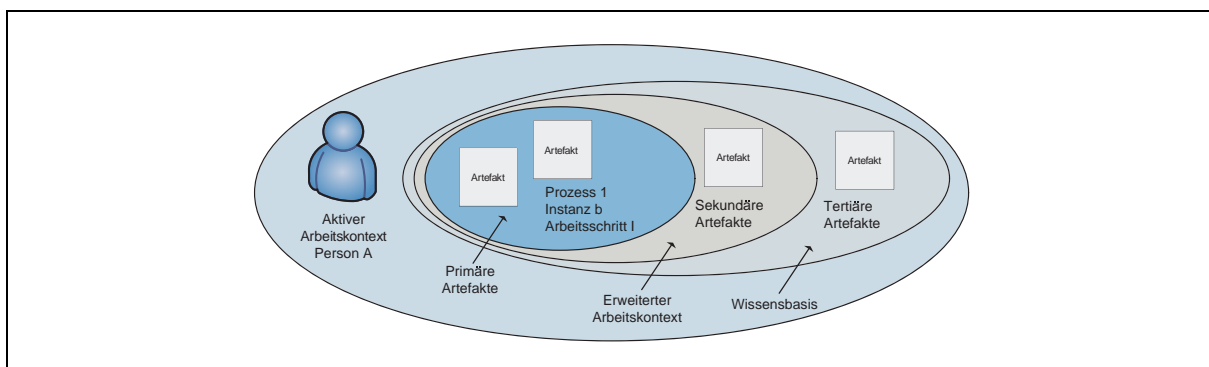 Aktiver
Arbeitskontext
Person A
Artefakt
Artefakt
Prozess 1
Instanz b
Arbeitsschritt I
Primäre
Artefakte
Artefakt
Sekundäre
Artefakte
Erweiterter
Arbeitskontext
Artefakt
Tertiäre
Artefakte
Wissensbasis